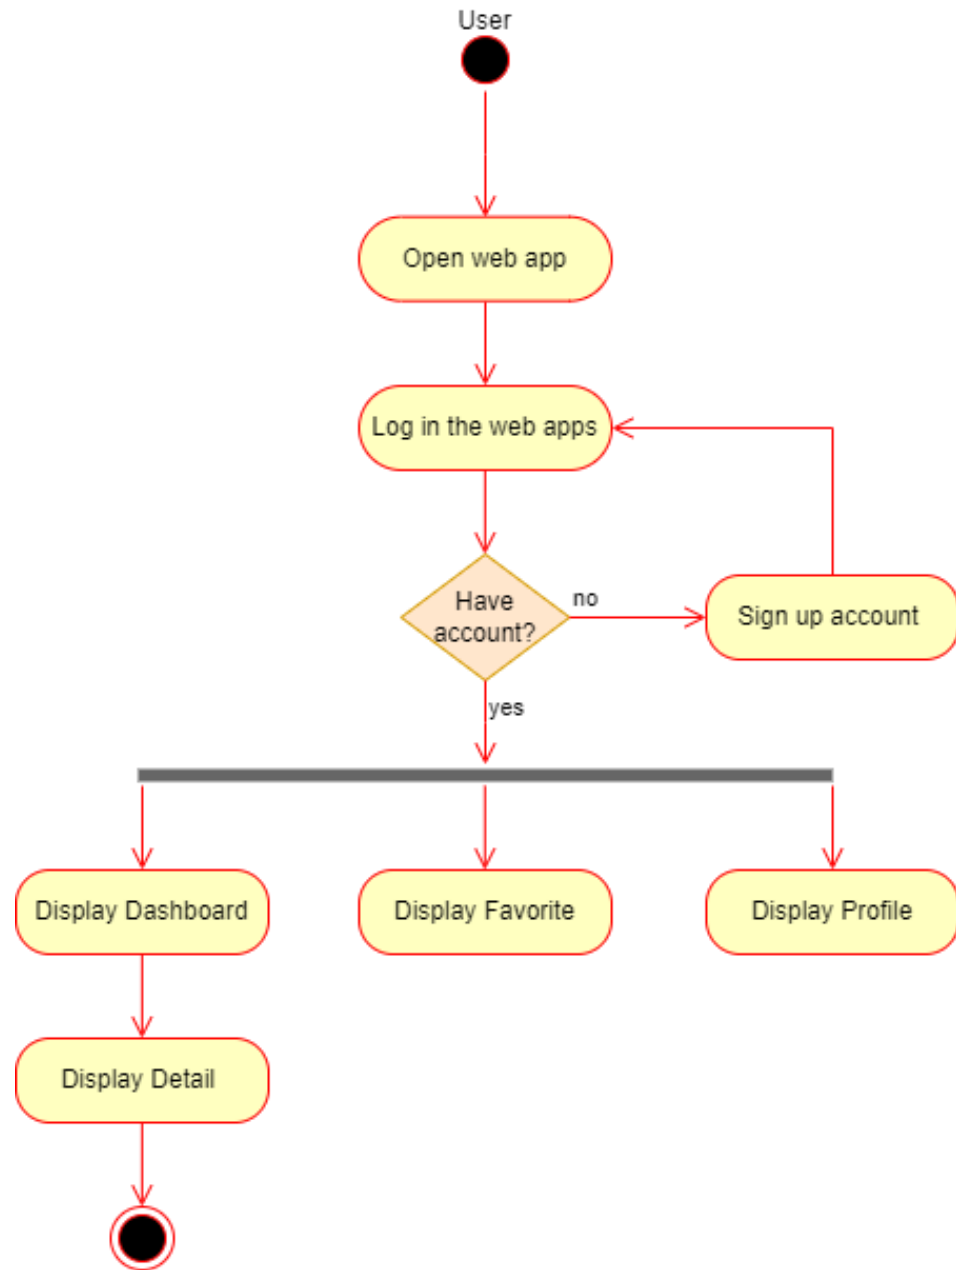 User
Open web app
Log in the web apps
Have
account?
no
Sign up account
yes
Display Dashboard
Display Favorite
Display Profile
Display Detail